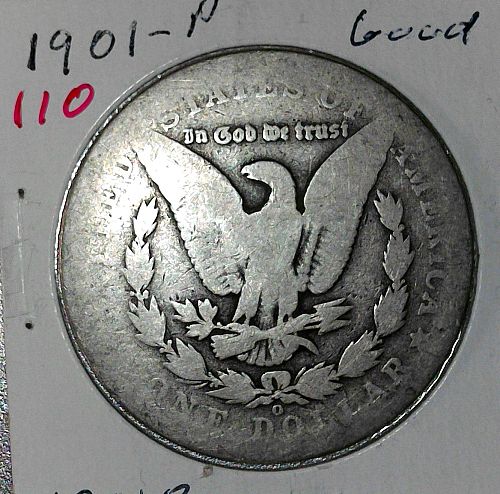 1901-P
Good
110
UNITED STATES OF AMERICA
In God we trust
O
ONE DOLLAR